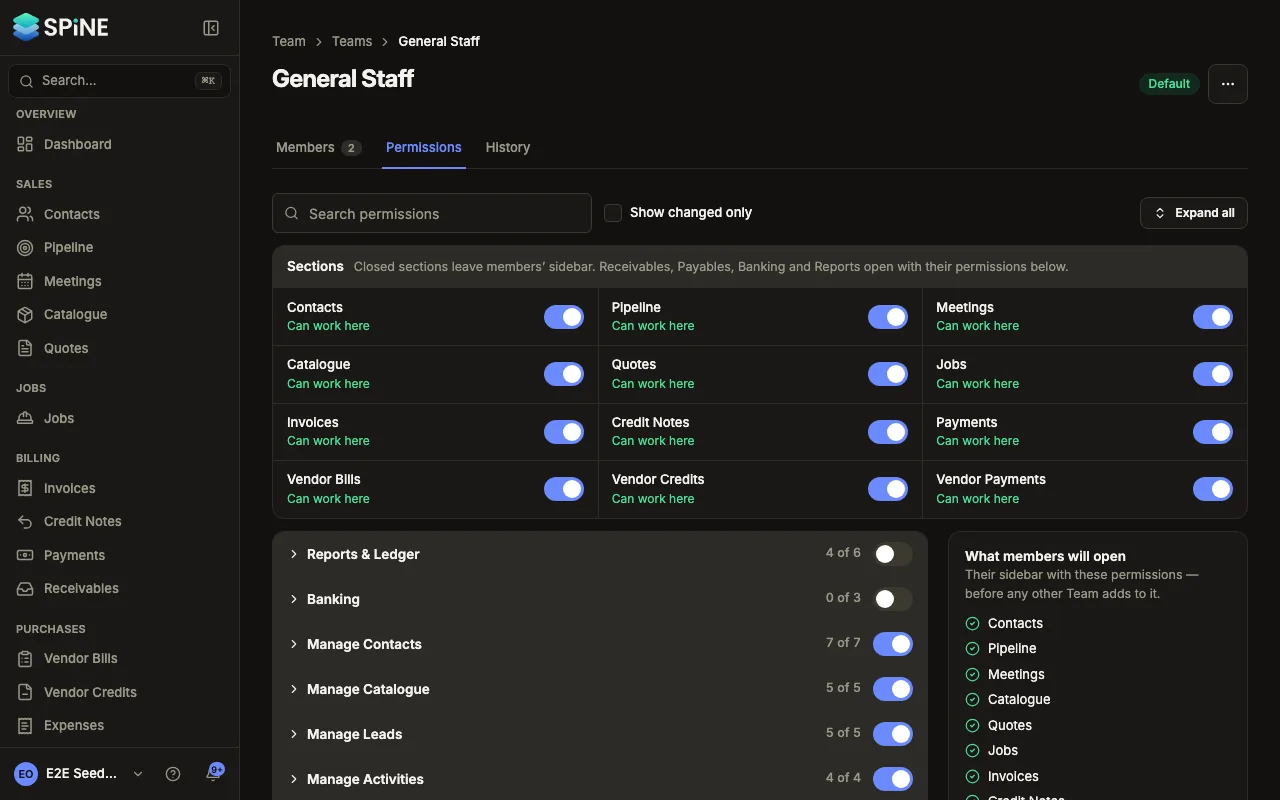 SPiNE
Search...
⌘K
OVERVIEW
Dashboard
SALES
Contacts
Pipeline
Meetings
Catalogue
Quotes
JOBS
Jobs
BILLING
Invoices
Credit Notes
Payments
Receivables
PURCHASES
Vendor Bills
Vendor Credits
Expenses
EO
E2E Seed...
9+
Team > Teams > General Staff
General Staff
Default
Members 2
Permissions
History
Search permissions
Show changed only
Expand all
Sections Closed sections leave members’ sidebar. Receivables, Payables, Banking and Reports open with their permissions below.
Contacts
Can work here
Pipeline
Can work here
Meetings
Can work here
Catalogue
Can work here
Quotes
Can work here
Jobs
Can work here
Invoices
Can work here
Credit Notes
Can work here
Payments
Can work here
Vendor Bills
Can work here
Vendor Credits
Can work here
Vendor Payments
Can work here
Reports & Ledger 4 of 6
Banking 0 of 3
Manage Contacts 7 of 7
Manage Catalogue 5 of 5
Manage Leads 5 of 5
Manage Activities 4 of 4
What members will open
Their sidebar with these permissions —
before any other Team adds to it.
Contacts
Pipeline
Meetings
Catalogue
Quotes
Jobs
Invoices
Credit Notes